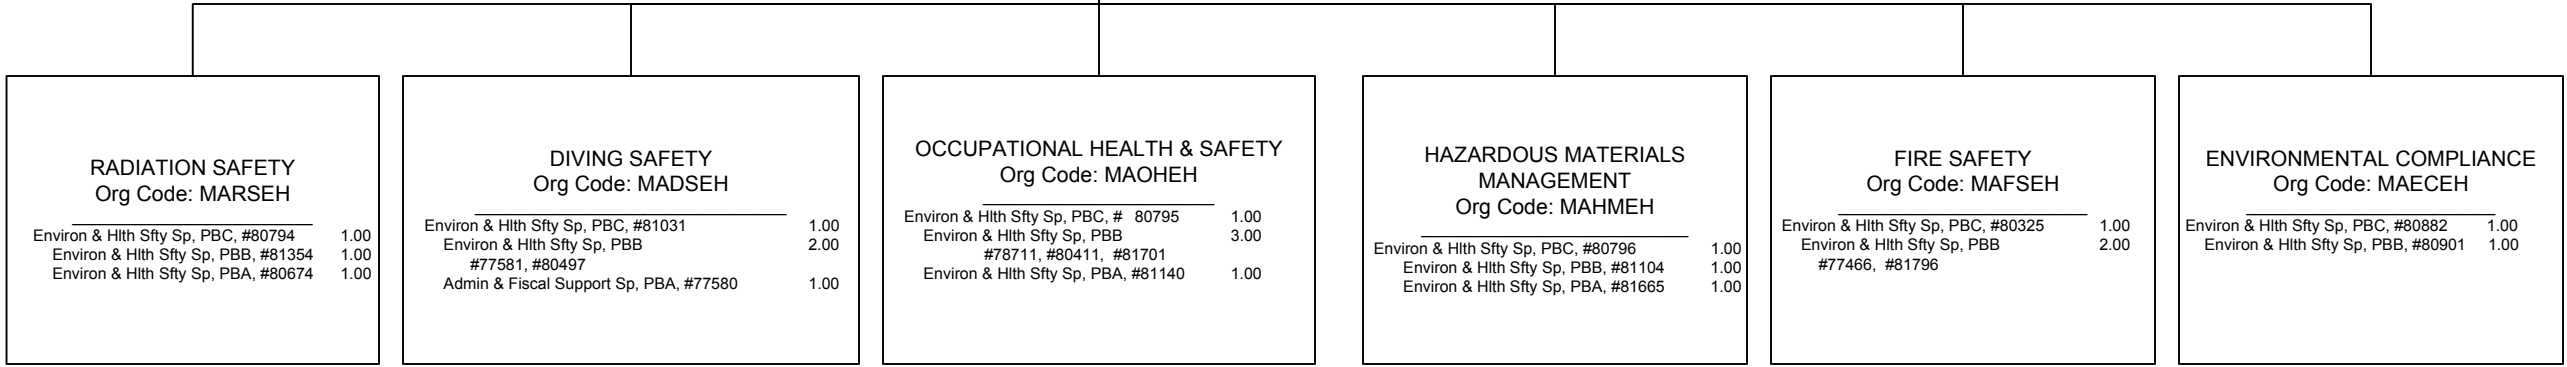 RADIATION SAFETY
Org Code: MARSEH
Environ & Hlth Sfty Sp, PBC, #80794 1.00
Environ & Hlth Sfty Sp, PBB, #81354 1.00
Environ & Hlth Sfty Sp, PBA, #80674 1.00
DIVING SAFETY
Org Code: MADSEH
Environ & Hlth Sfty Sp, PBC, #81031 1.00
Environ & Hlth Sfty Sp, PBB 2.00
#77581, #80497
Admin & Fiscal Support Sp, PBA, #77580 1.00
OCCUPATIONAL HEALTH & SAFETY
Org Code: MAOHEH
Environ & Hlth Sfty Sp, PBC, # 80795 1.00
Environ & Hlth Sfty Sp, PBB 3.00
#78711, #80411, #81701
Environ & Hlth Sfty Sp, PBA, #81140 1.00
HAZARDOUS MATERIALS
MANAGEMENT
Org Code: MAHMEH
Environ & Hlth Sfty Sp, PBC, #80796 1.00
Environ & Hlth Sfty Sp, PBB, #81104 1.00
Environ & Hlth Sfty Sp, PBA, #81665 1.00
FIRE SAFETY
Org Code: MAFSEH
Environ & Hlth Sfty Sp, PBC, #80325 1.00
Environ & Hlth Sfty Sp, PBB 2.00
#77466, #81796
ENVIRONMENTAL COMPLIANCE
Org Code: MAECEH
Environ & Hlth Sfty Sp, PBC, #80882 1.00
Environ & Hlth Sfty Sp, PBB, #80901 1.00